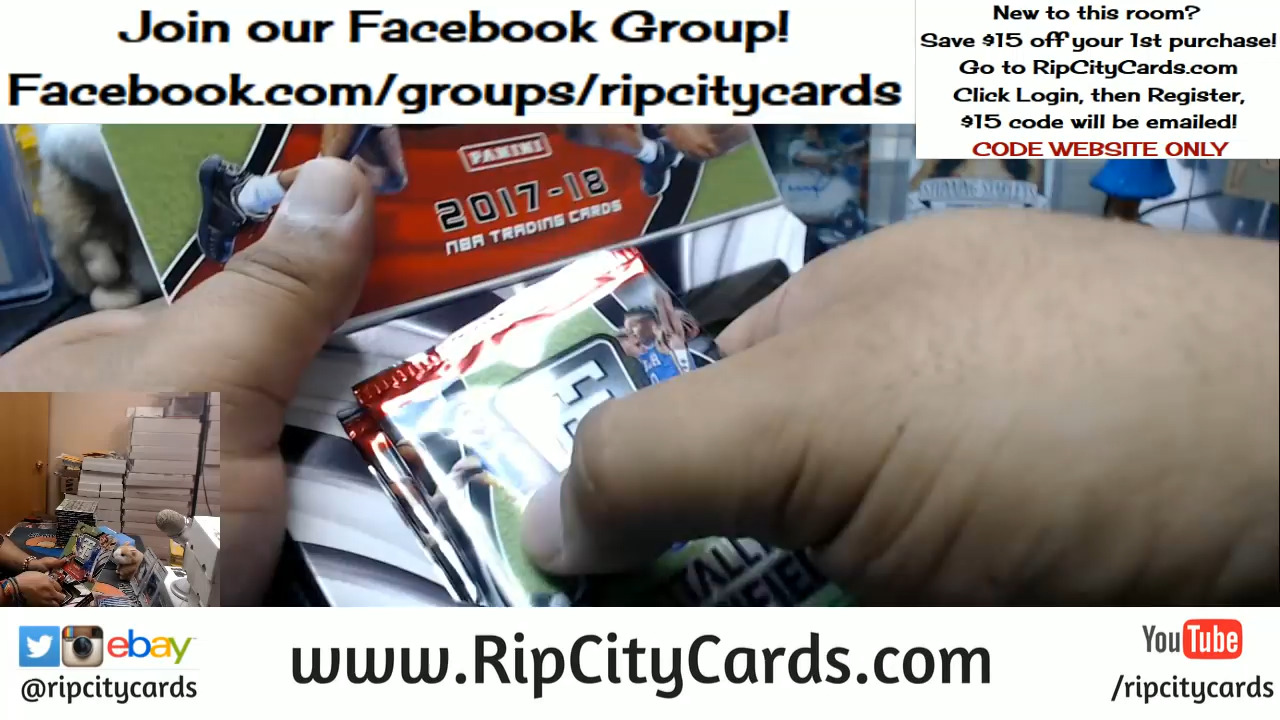 Join our Facebook Group!
Facebook.com/groups/ripcitycards
New to this room?
Save $15 off your 1st purchase!
Go to RipCityCards.com
Click Login, then Register,
$15 code will be emailed!
CODE WEBSITE ONLY
PANINI
2017-18
NBA TRADING CARDS
ebay
@ripcitycards
www.RipCityCards.com
YouTube
/ripcitycards